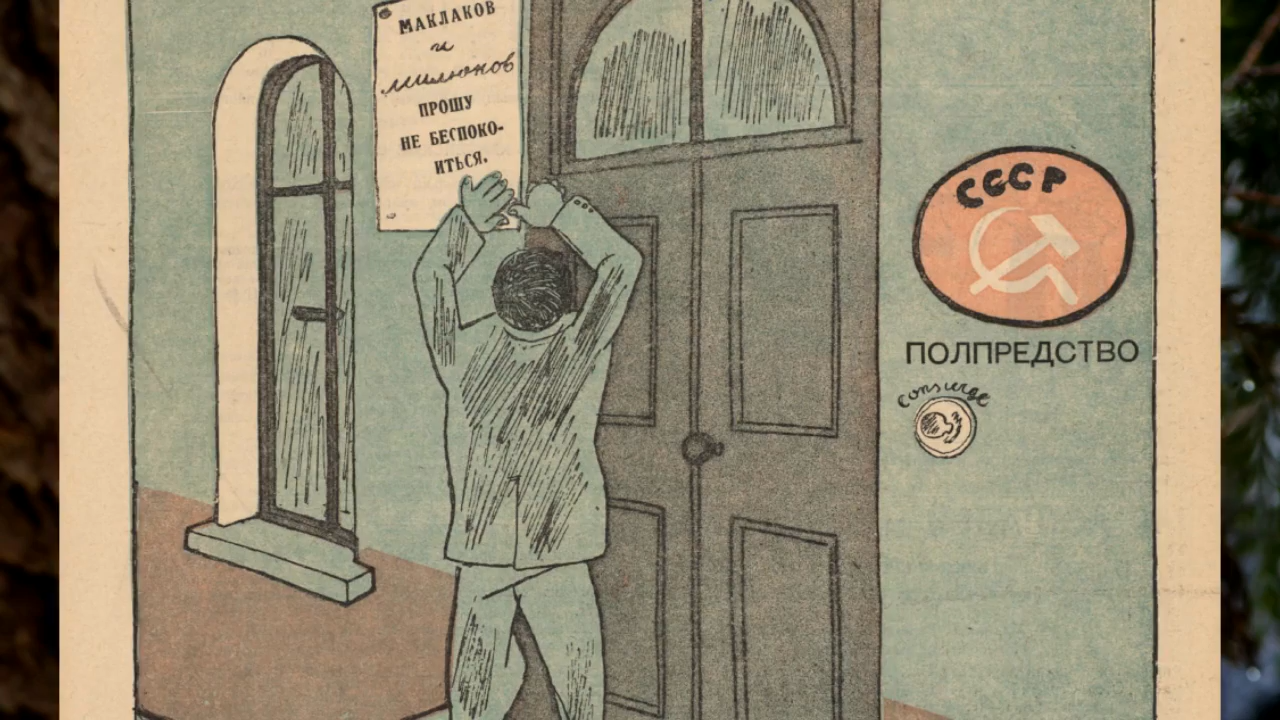 МАКЛАКОВ
и
милюков
ПРОШУ
НЕ БЕСПОКО-
ИТЬСЯ.
СССР
ПОЛПРЕДСТВО
Consierge